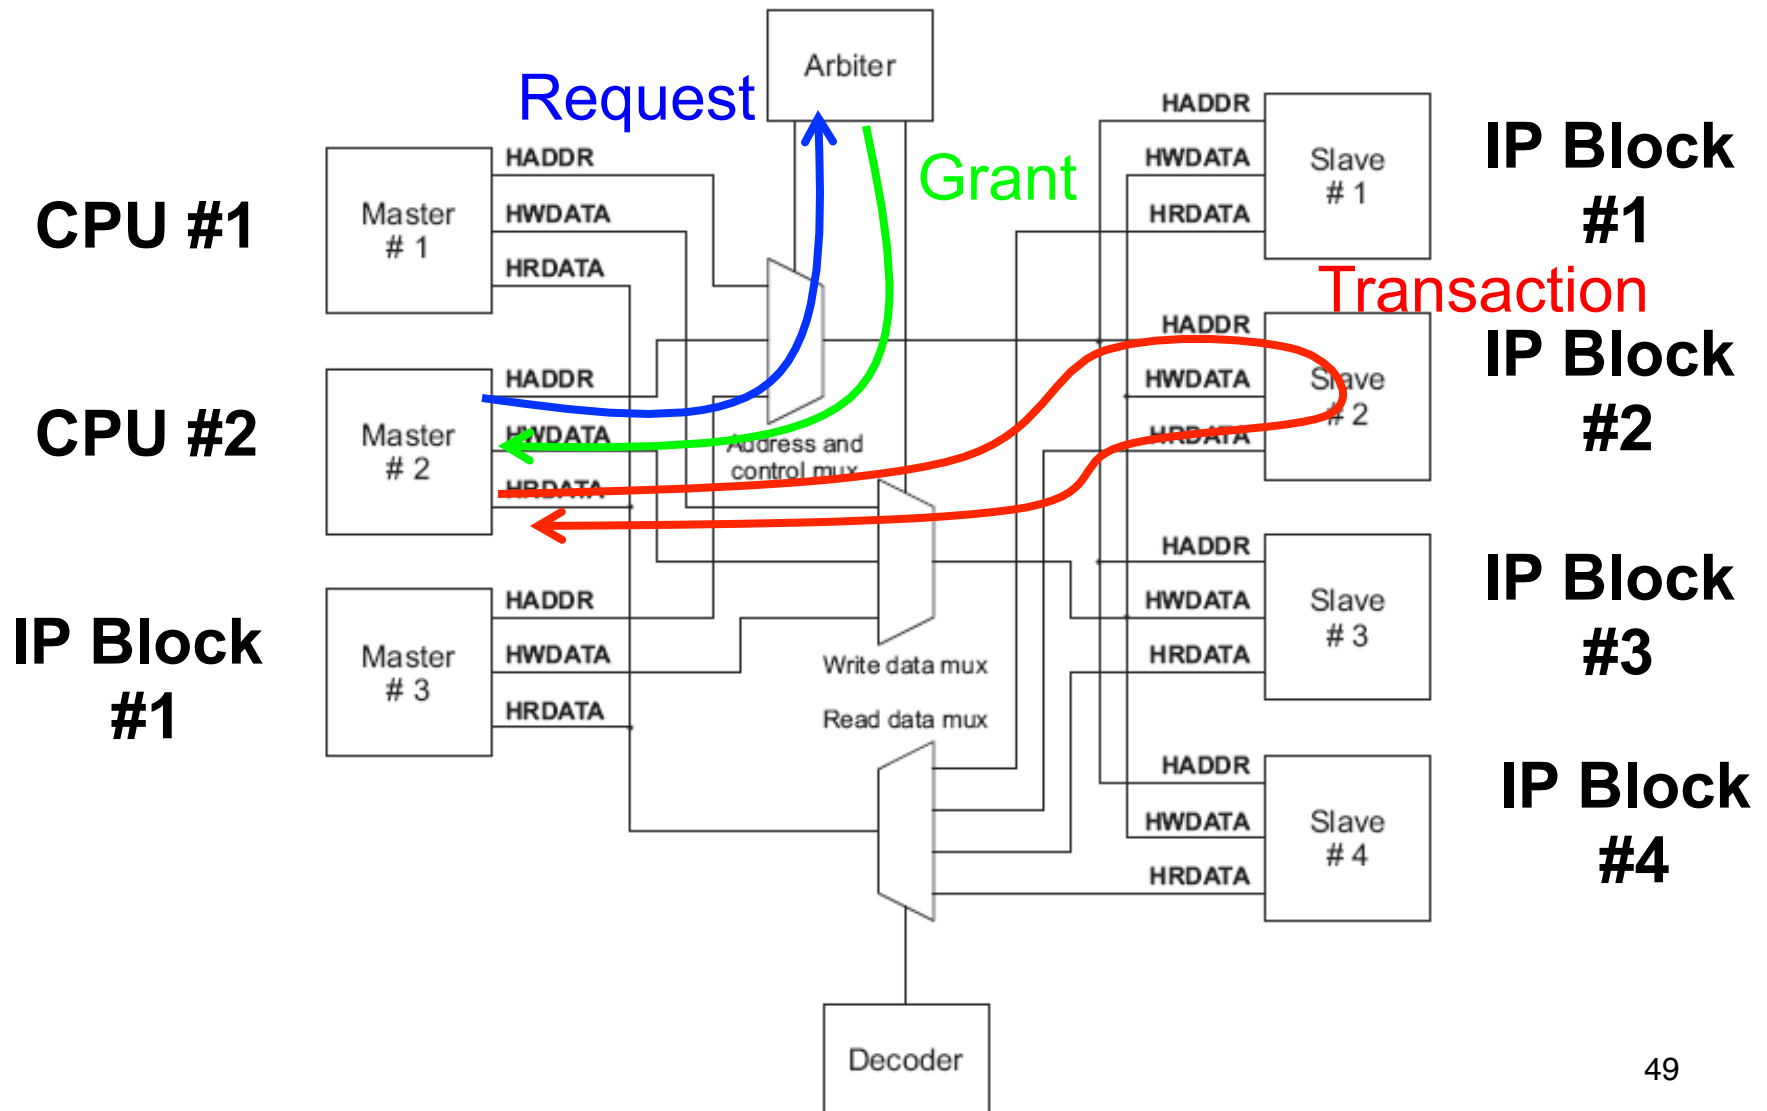 Arbiter
Request
Grant
CPU #1
Master
# 1
HADDR
HWDATA
HRDATA
CPU #2
Master
# 2
HADDR
HWDATA
HRDATA
IP Block
#1
Master
# 3
HADDR
HWDATA
HRDATA
Address and
control mux
Write data mux
Read data mux
HADDR
HWDATA
HRDATA
Slave
# 1
IP Block
#1
Transaction
HADDR
HWDATA
HRDATA
Slave
# 2
IP Block
#2
HADDR
HWDATA
HRDATA
Slave
# 3
IP Block
#3
HADDR
HWDATA
HRDATA
Slave
# 4
IP Block
#4
Decoder
49